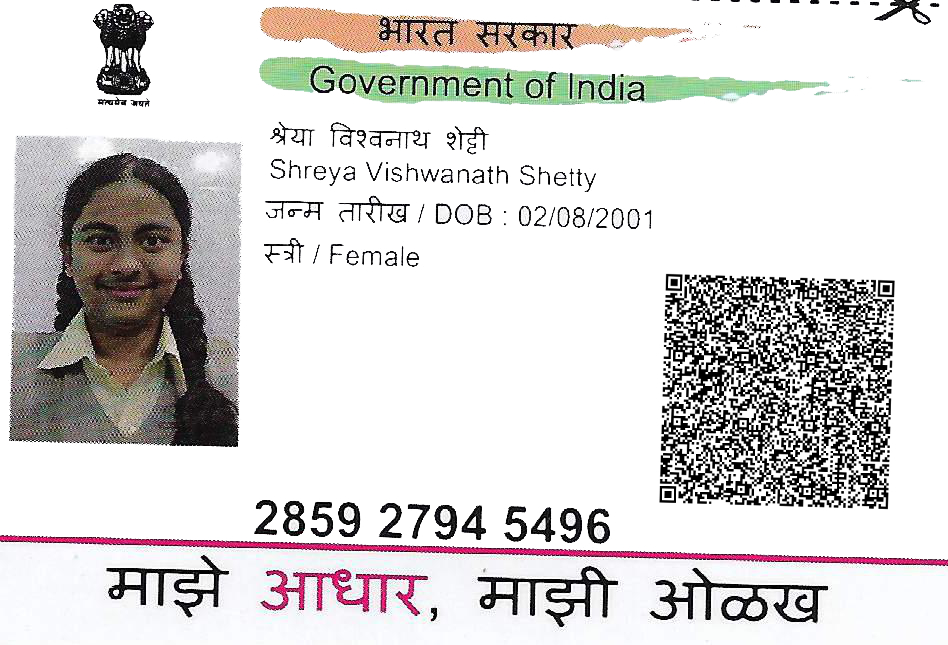 भारत सरकार
Government of India
सत्यमेव जयते
श्रेया विश्वनाथ शेट्टी
Shreya Vishwanath Shetty
जन्म तारीख / DOB : 02/08/2001
स्त्री / Female
2859 2794 5496
माझे आधार, माझी ओळख